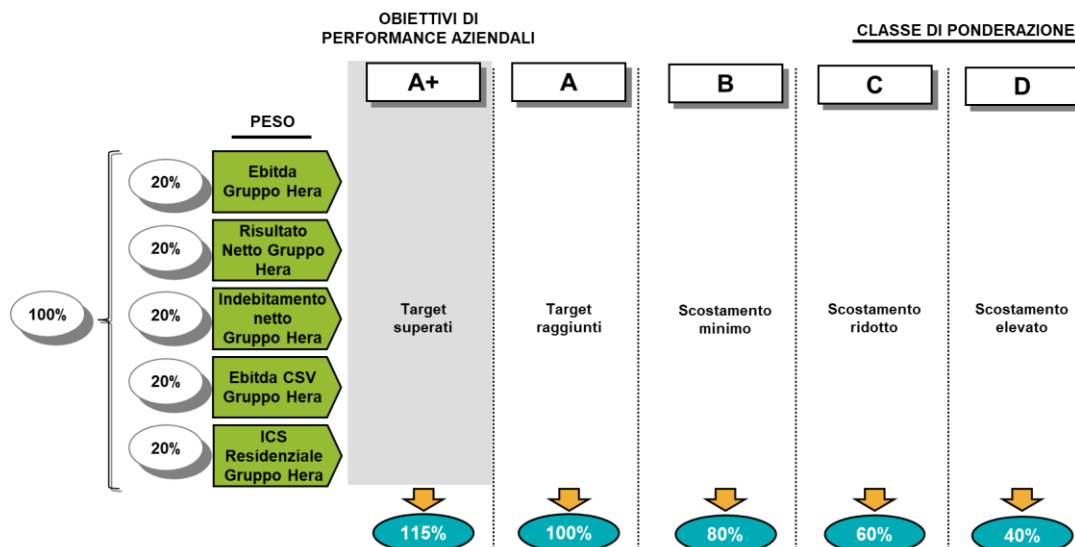 OBIETTIVI DI
PERFORMANCE AZIENDALI
CLASSE DI PONDERAZIONE
A+
A
B
C
D
PESO
20%
Ebitda
Gruppo Hera
20%
Risultato
Netto Gruppo
Hera
100%
20%
Indebitamento
netto
Gruppo Hera
Target
superati
Target
raggiunti
Scostamento
minimo
Scostamento
ridotto
Scostamento
elevato
20%
Ebitda CSV
Gruppo Hera
20%
ICS
Residenziale
Gruppo Hera
115%
100%
80%
60%
40%